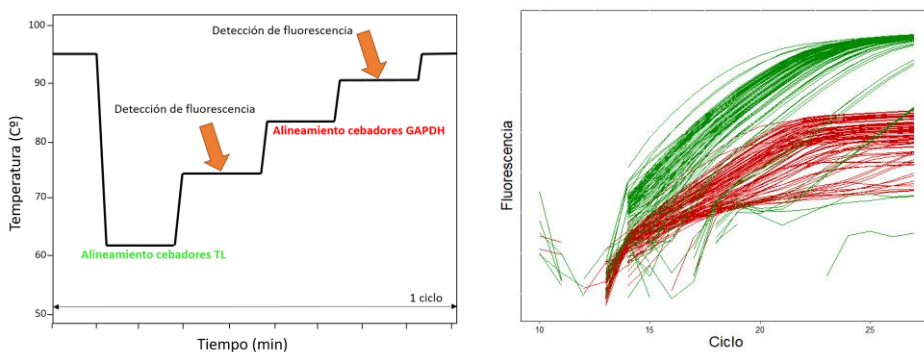 Detección de fluorescencia
Detección de fluorescencia
Alineamiento cebadores GAPDH
Alineamiento cebadores TL
1 ciclo
Temperatura (Cº)
100
90
80
70
60
50
Tiempo (min)
Fluorescencia
10
15
20
25
Ciclo